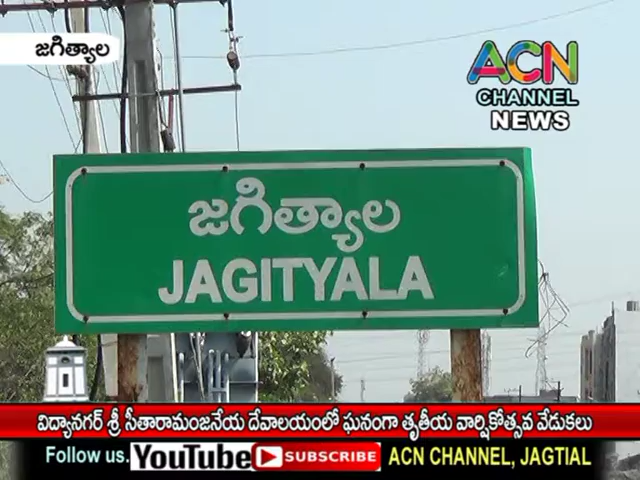 జగిత్యాల
ACN
CHANNEL
NEWS
జగిత్యాల
JAGITYALA
విద్యానగర్ శ్రీ సీతారామంజనేయ దేవాలయంలో ఘనంగా తృతీయ వార్షికోత్సవ వేడుకలు
Follow us. YouTube SUBSCRIBE ACN CHANNEL, JAGTIAL